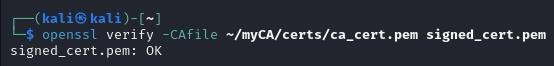 ┌──(kali㉿kali)-[~]
└─$ openssl verify -CAfile ~/myCA/certs/ca_cert.pem signed_cert.pem
signed_cert.pem: OK